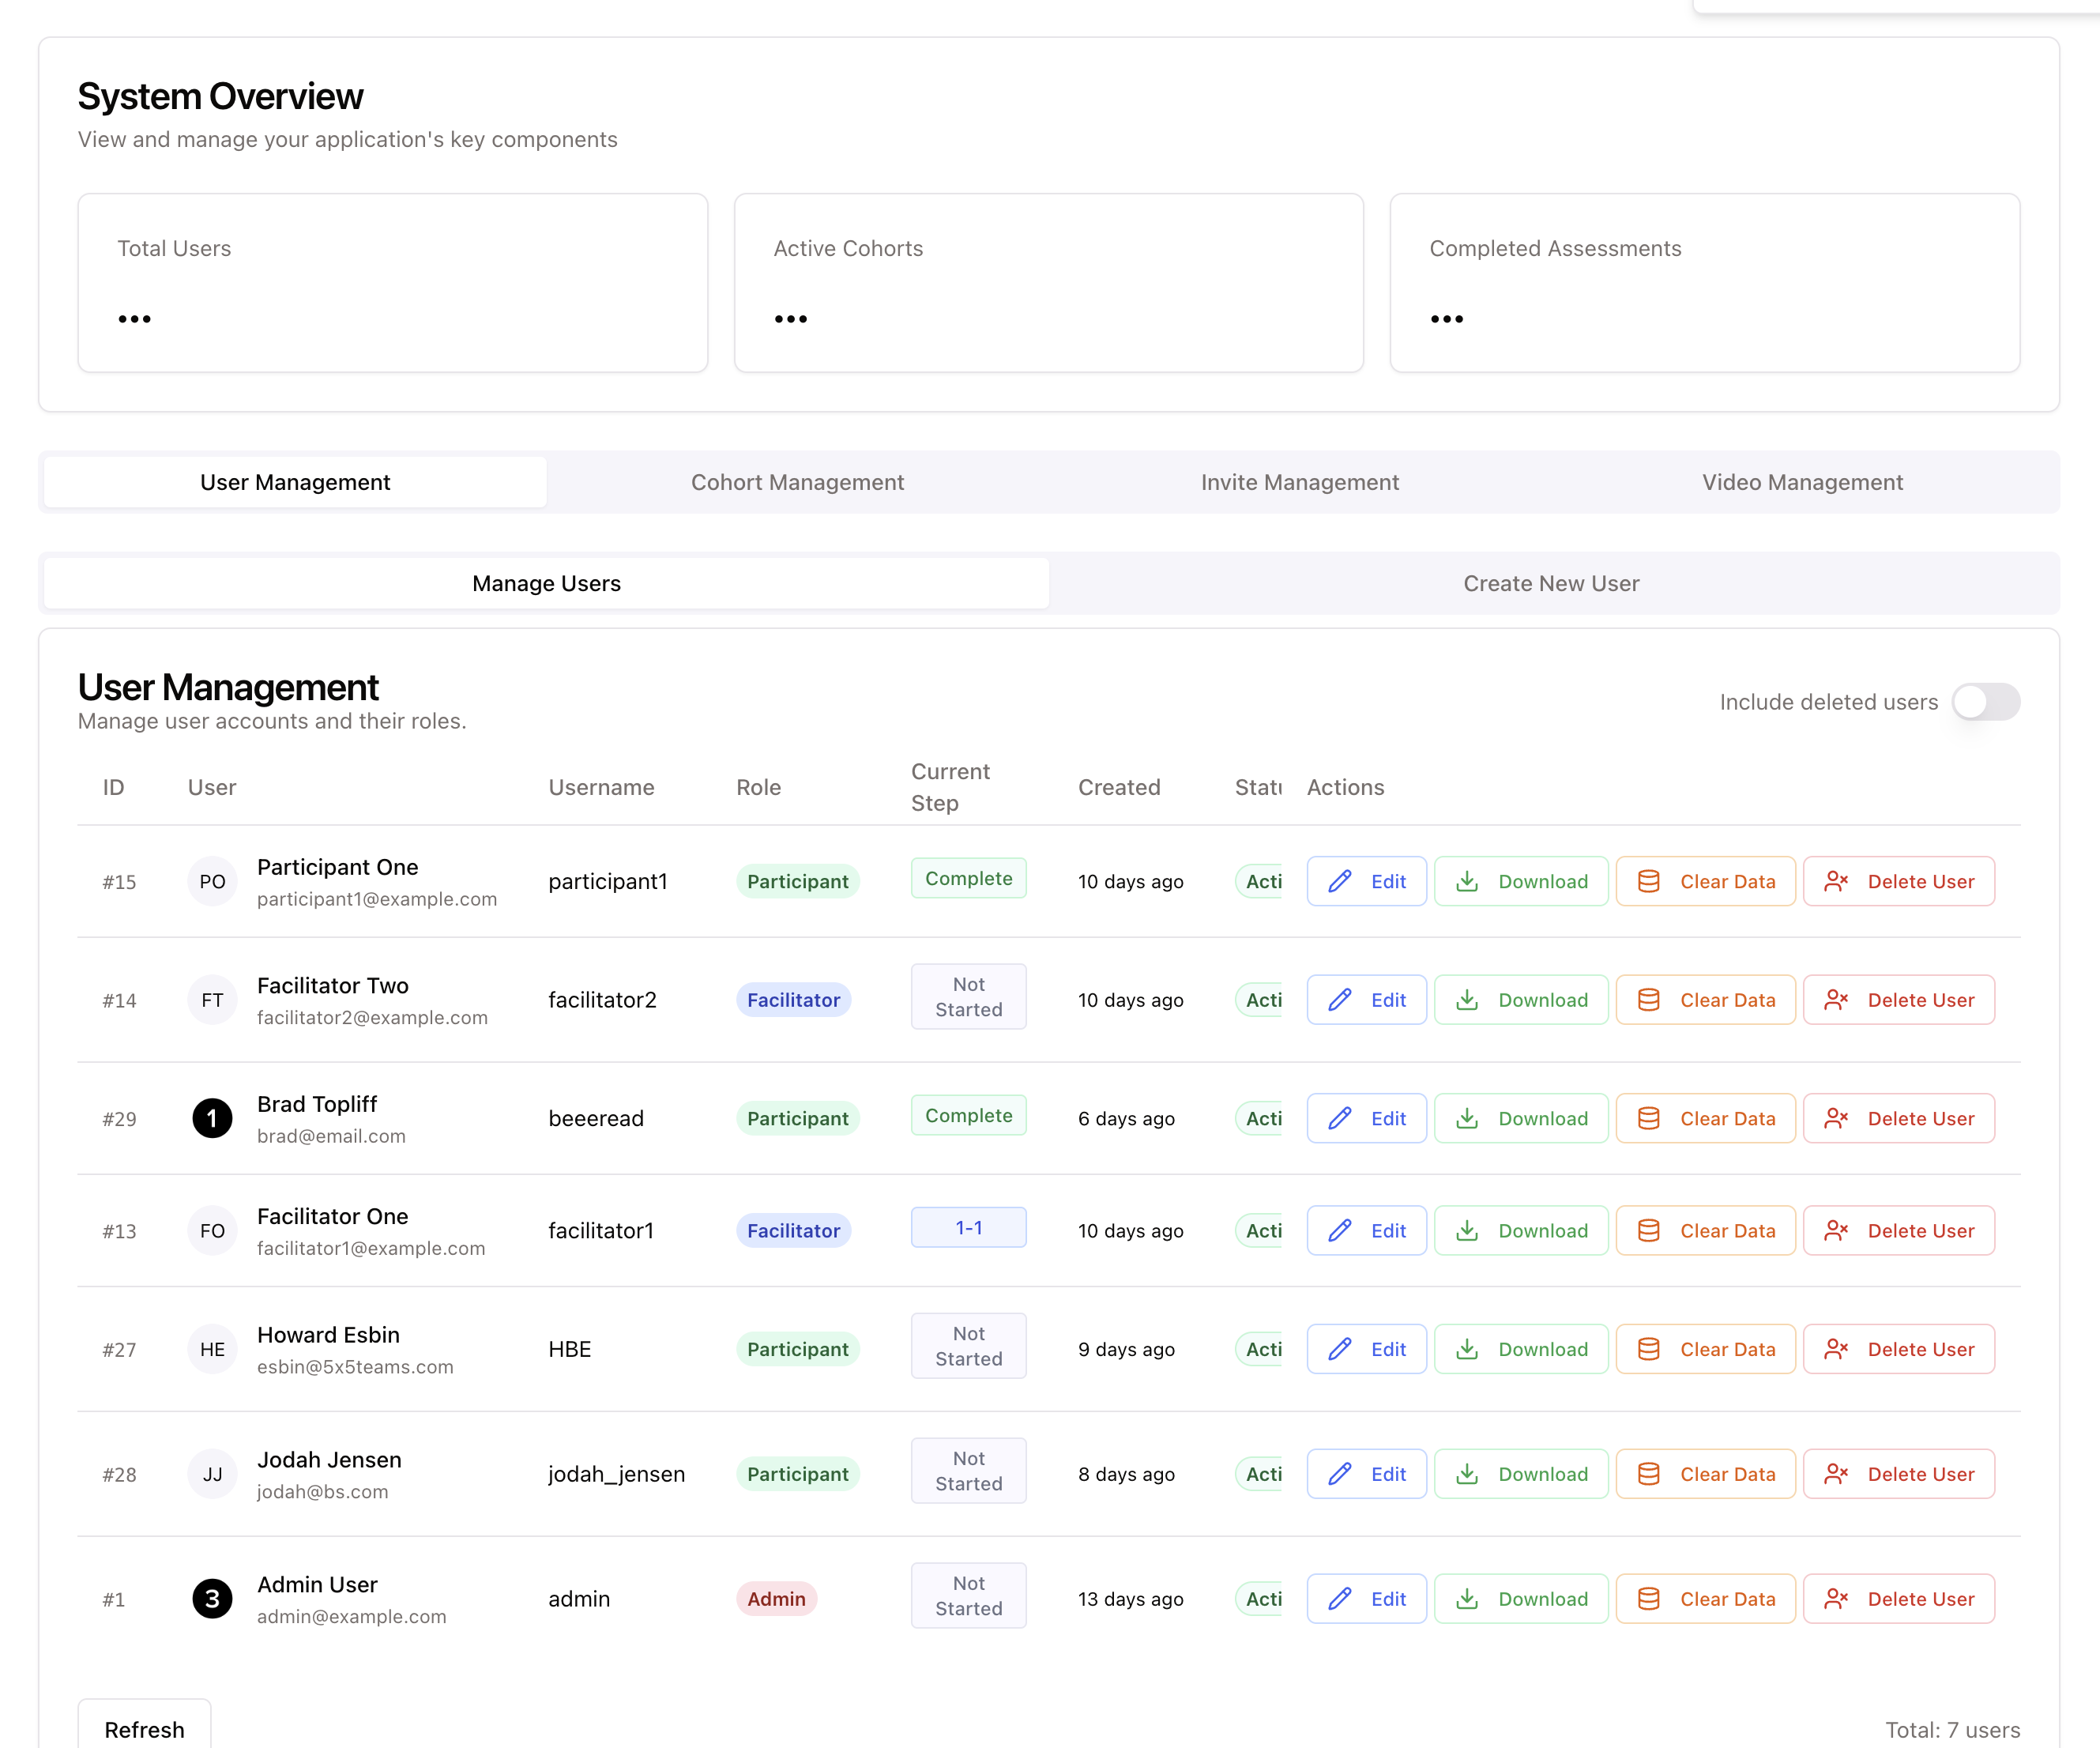 System Overview
View and manage your application's key components
Total Users
Active Cohorts
Completed Assessments
...
...
...
User Management
Cohort Management
Invite Management
Video Management
Manage Users
Create New User
User Management
Manage user accounts and their roles.
Include deleted users
ID User Username Role Current Step Created Statu Actions
#15 PO Participant One participant1 Participant Complete 10 days ago Acti Edit Download Clear Data Delete User
participant1@example.com
#14 FT Facilitator Two facilitator2 Facilitator Not Started 10 days ago Acti Edit Download Clear Data Delete User
facilitator2@example.com
#29 1 Brad Topliff beeeread Participant Complete 6 days ago Acti Edit Download Clear Data Delete User
brad@email.com
#13 FO Facilitator One facilitator1 Facilitator 1-1 10 days ago Acti Edit Download Clear Data Delete User
facilitator1@example.com
#27 HE Howard Esbin HBE Participant Not Started 9 days ago Acti Edit Download Clear Data Delete User
esbin@5x5teams.com
#28 JJ Jodah Jensen jodah_jensen Participant Not Started 8 days ago Acti Edit Download Clear Data Delete User
jodah@bs.com
#1 3 Admin User admin Admin Not Started 13 days ago Acti Edit Download Clear Data Delete User
admin@example.com
Refresh
Total: 7 users